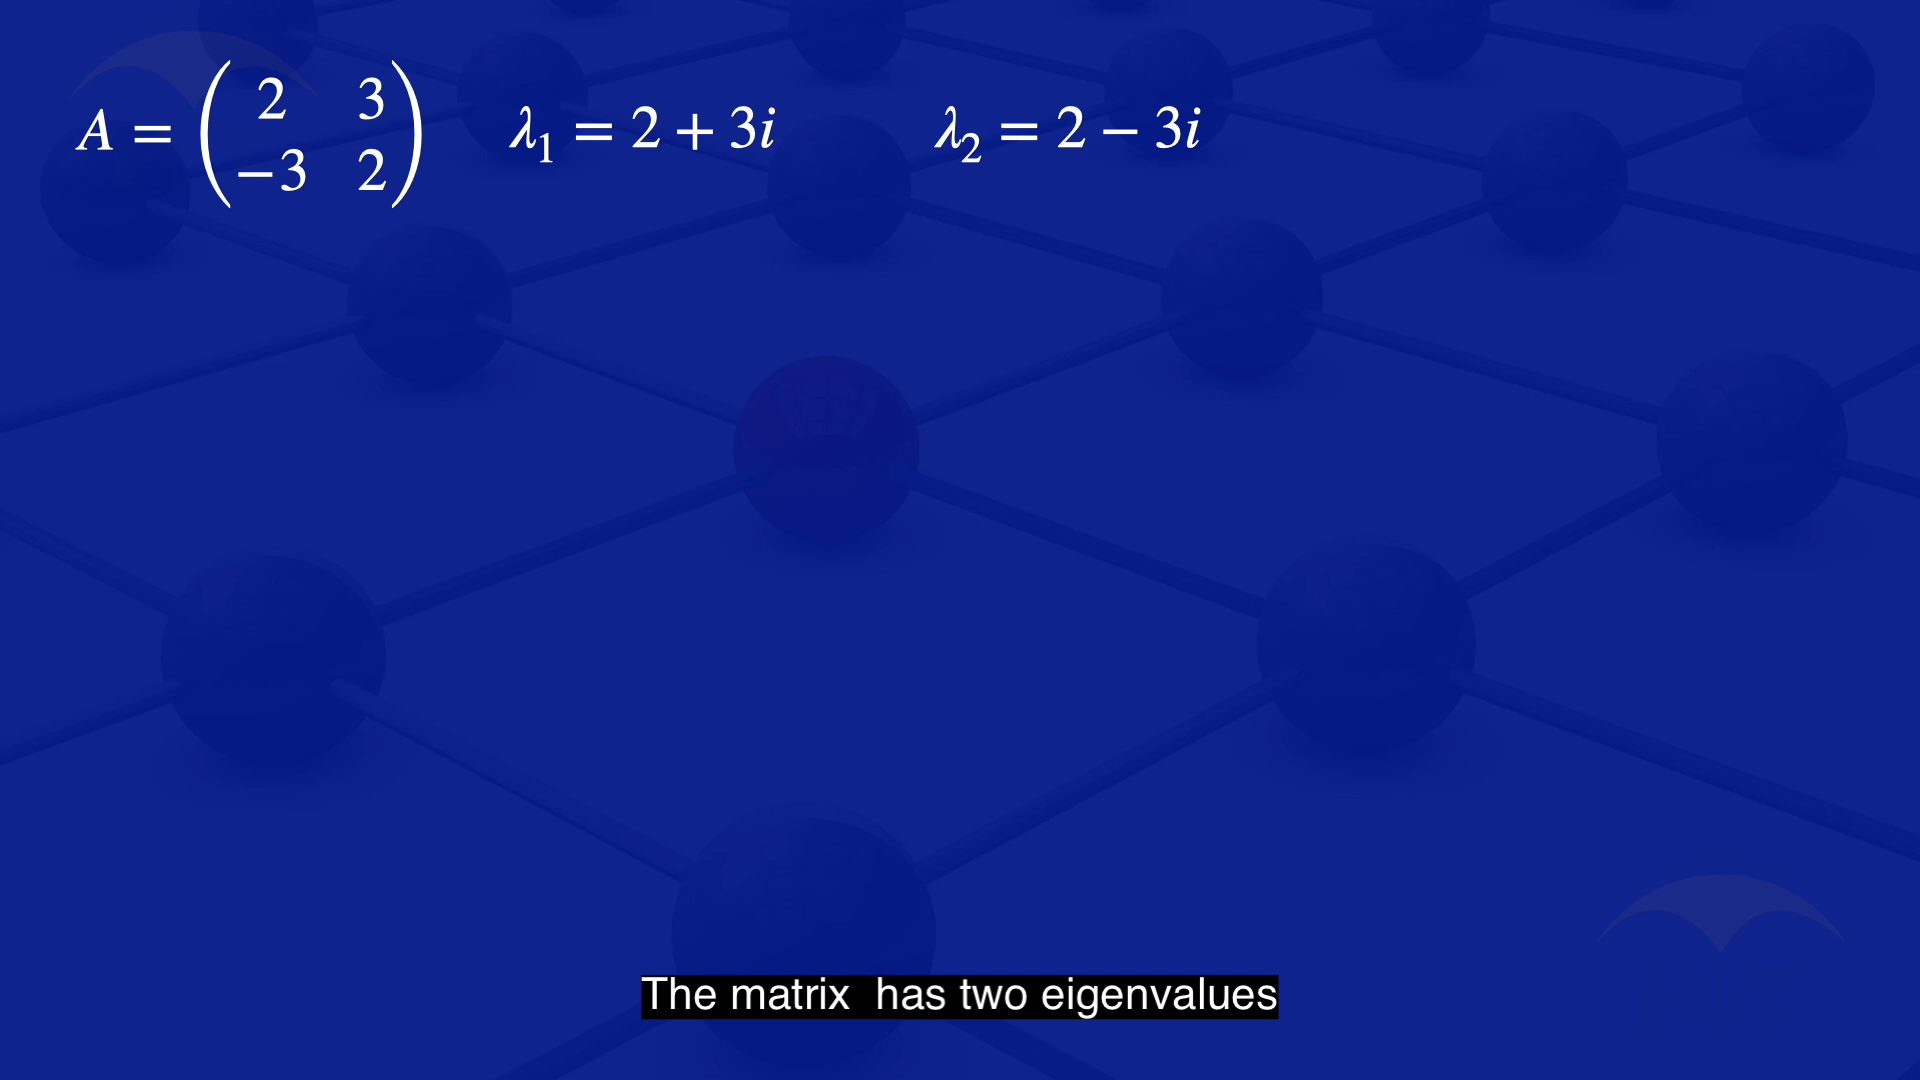 A = ( 2 3 −3 2 ) λ₁ = 2 + 3i λ₂ = 2 − 3i
The matrix  has two eigenvalues